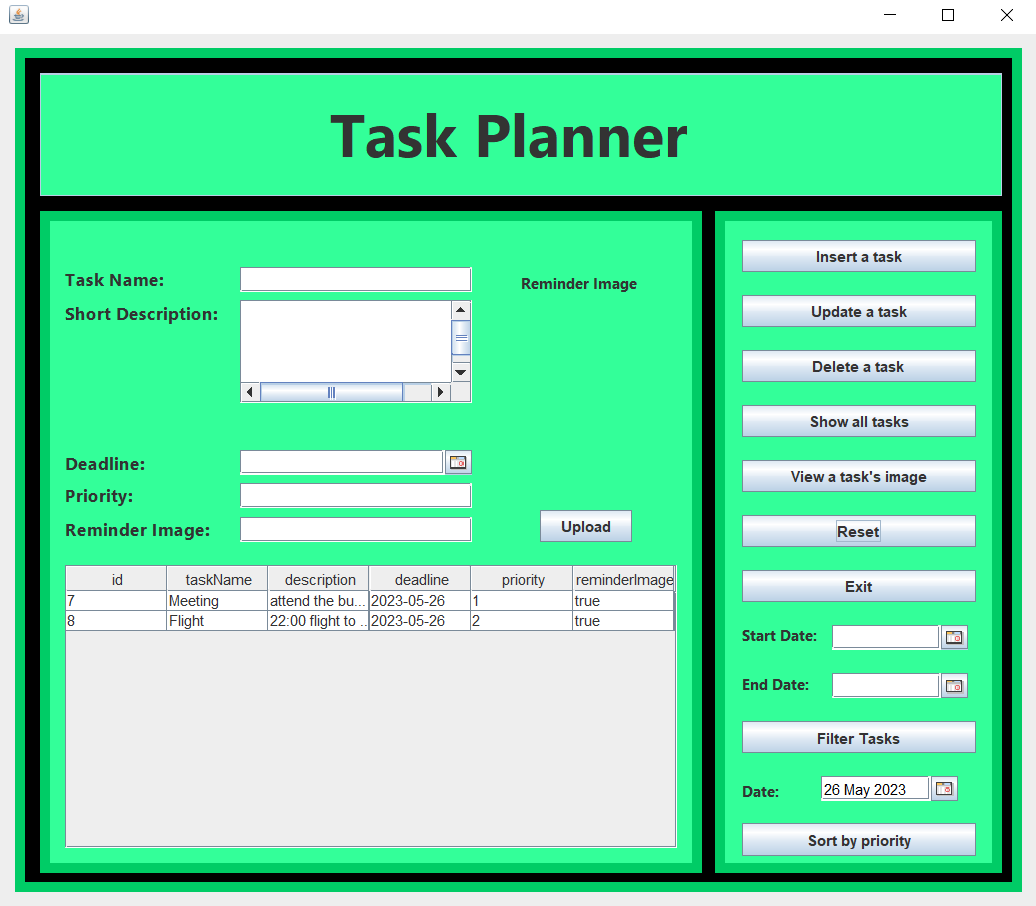 Task Planner
Task Name:
Reminder Image
Short Description:
Deadline:
Priority:
Reminder Image:
Upload
id taskName description deadline priority reminderImage
7 Meeting attend the bu... 2023-05-26 1 true
8 Flight 22:00 flight to ... 2023-05-26 2 true
Insert a task
Update a task
Delete a task
Show all tasks
View a task's image
Reset
Exit
Start Date:
End Date:
Filter Tasks
Date: 26 May 2023
Sort by priority